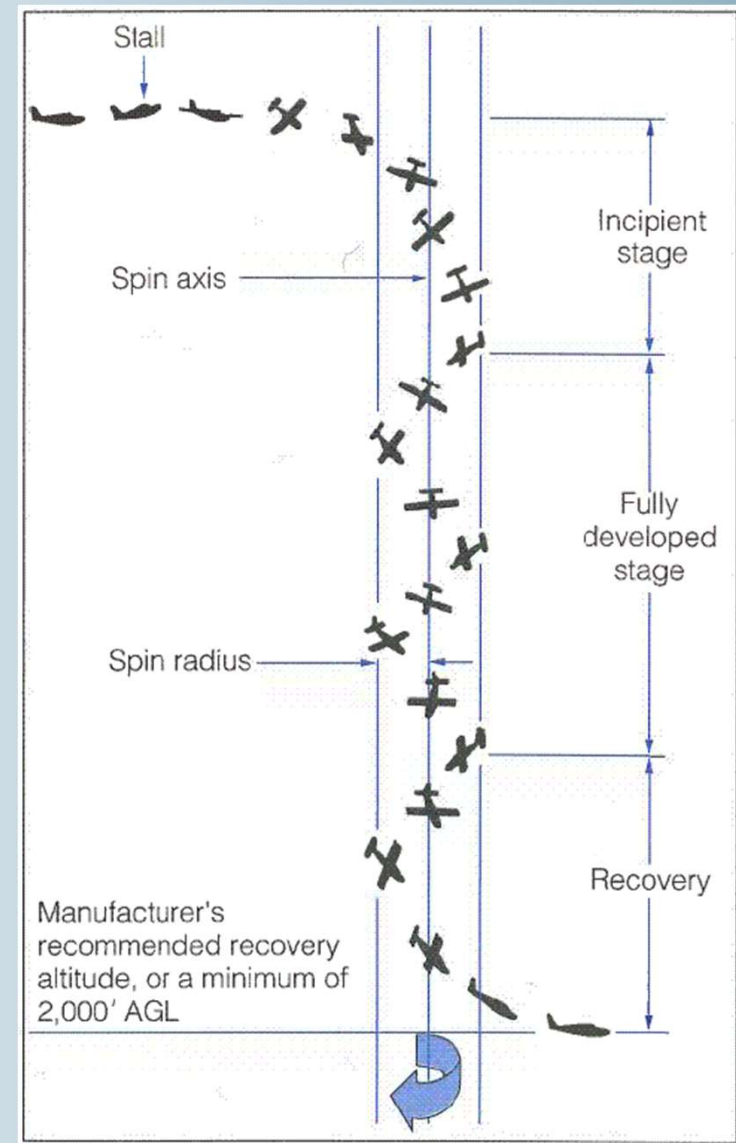 Stall
Incipient
stage
Spin axis
Fully
developed
stage
Spin radius
Recovery
Manufacturer's
recommended recovery
altitude, or a minimum of
2,000' AGL